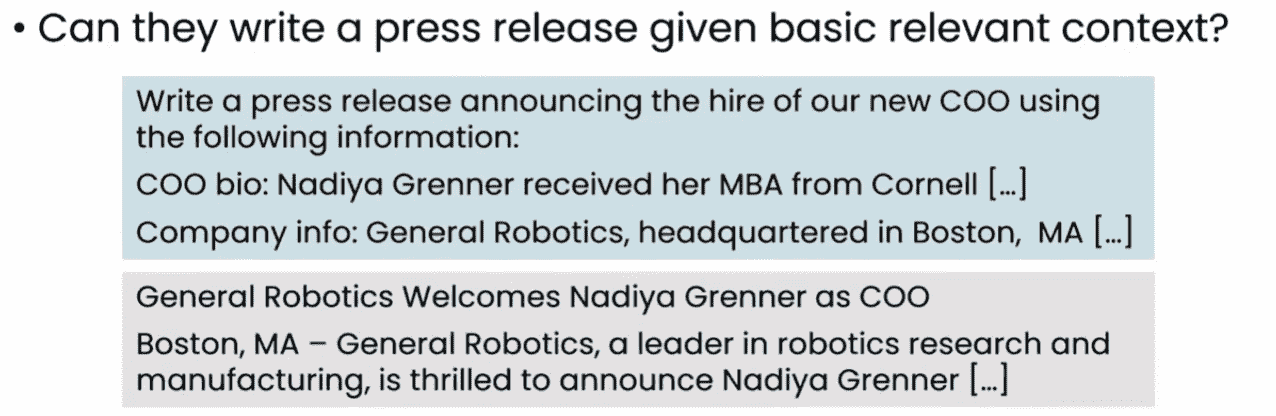 • Can they write a press release given basic relevant context?
Write a press release announcing the hire of our new COO using
the following information:
COO bio: Nadiya Grenner received her MBA from Cornell [...]
Company info: General Robotics, headquartered in Boston,  MA [...]
General Robotics Welcomes Nadiya Grenner as COO
Boston, MA – General Robotics, a leader in robotics research and
manufacturing, is thrilled to announce Nadiya Grenner [...]